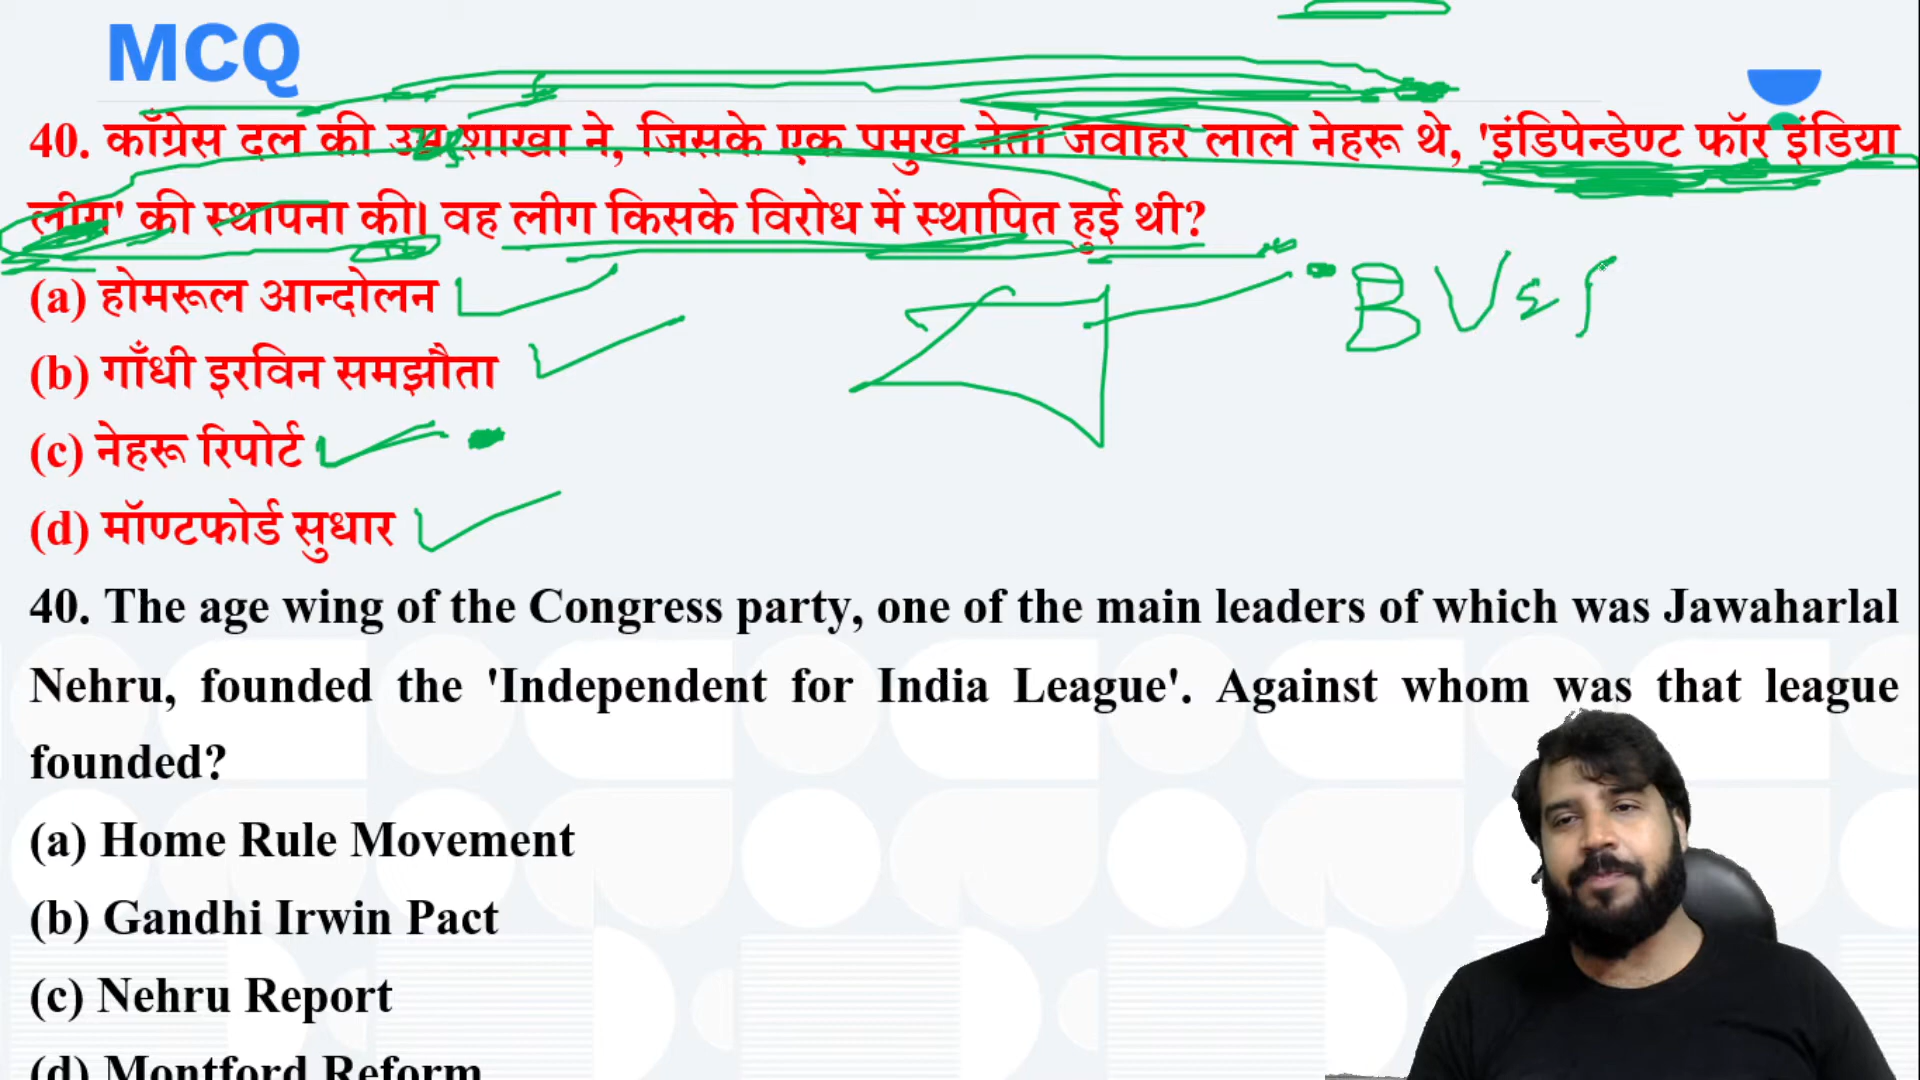 MCQ
40. काँग्रेस दल की उग्र शाखा ने, जिसके एक प्रमुख नेता जवाहर लाल नेहरू थे, 'इंडिपेन्डेण्ट फॉर इंडिया
लीग' की स्थापना की। वह लीग किसके विरोध में स्थापित हुई थी?
(a) होमरूल आन्दोलन
(b) गाँधी इरविन समझौता
(c) नेहरू रिपोर्ट
(d) मॉण्टफोर्ड सुधार
40. The age wing of the Congress party, one of the main leaders of which was Jawaharlal
Nehru, founded the 'Independent for India League'. Against whom was that league
founded?
(a) Home Rule Movement
(b) Gandhi Irwin Pact
(c) Nehru Report
(d) Montford Reform